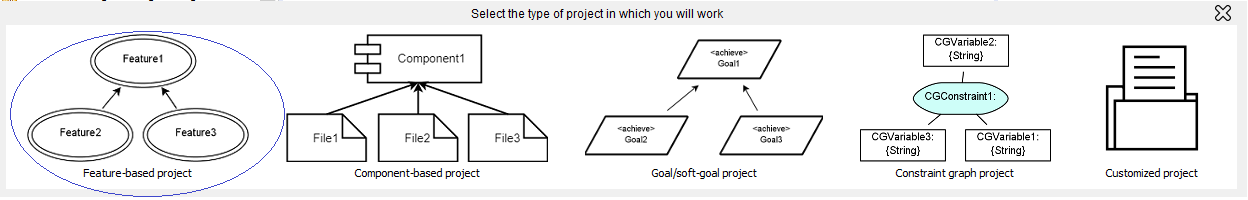 Select the type of project in which you will work
Feature1
Feature2
Feature3
Feature-based project
Component1
File1
File2
File3
Component-based project
<achieve>
Goal1
<achieve>
Goal2
<achieve>
Goal3
Goal/soft-goal project
CGVariable2:
{String}
CGConstraint1:
CGVariable3:
{String}
CGVariable1:
{String}
Constraint graph project
Customized project